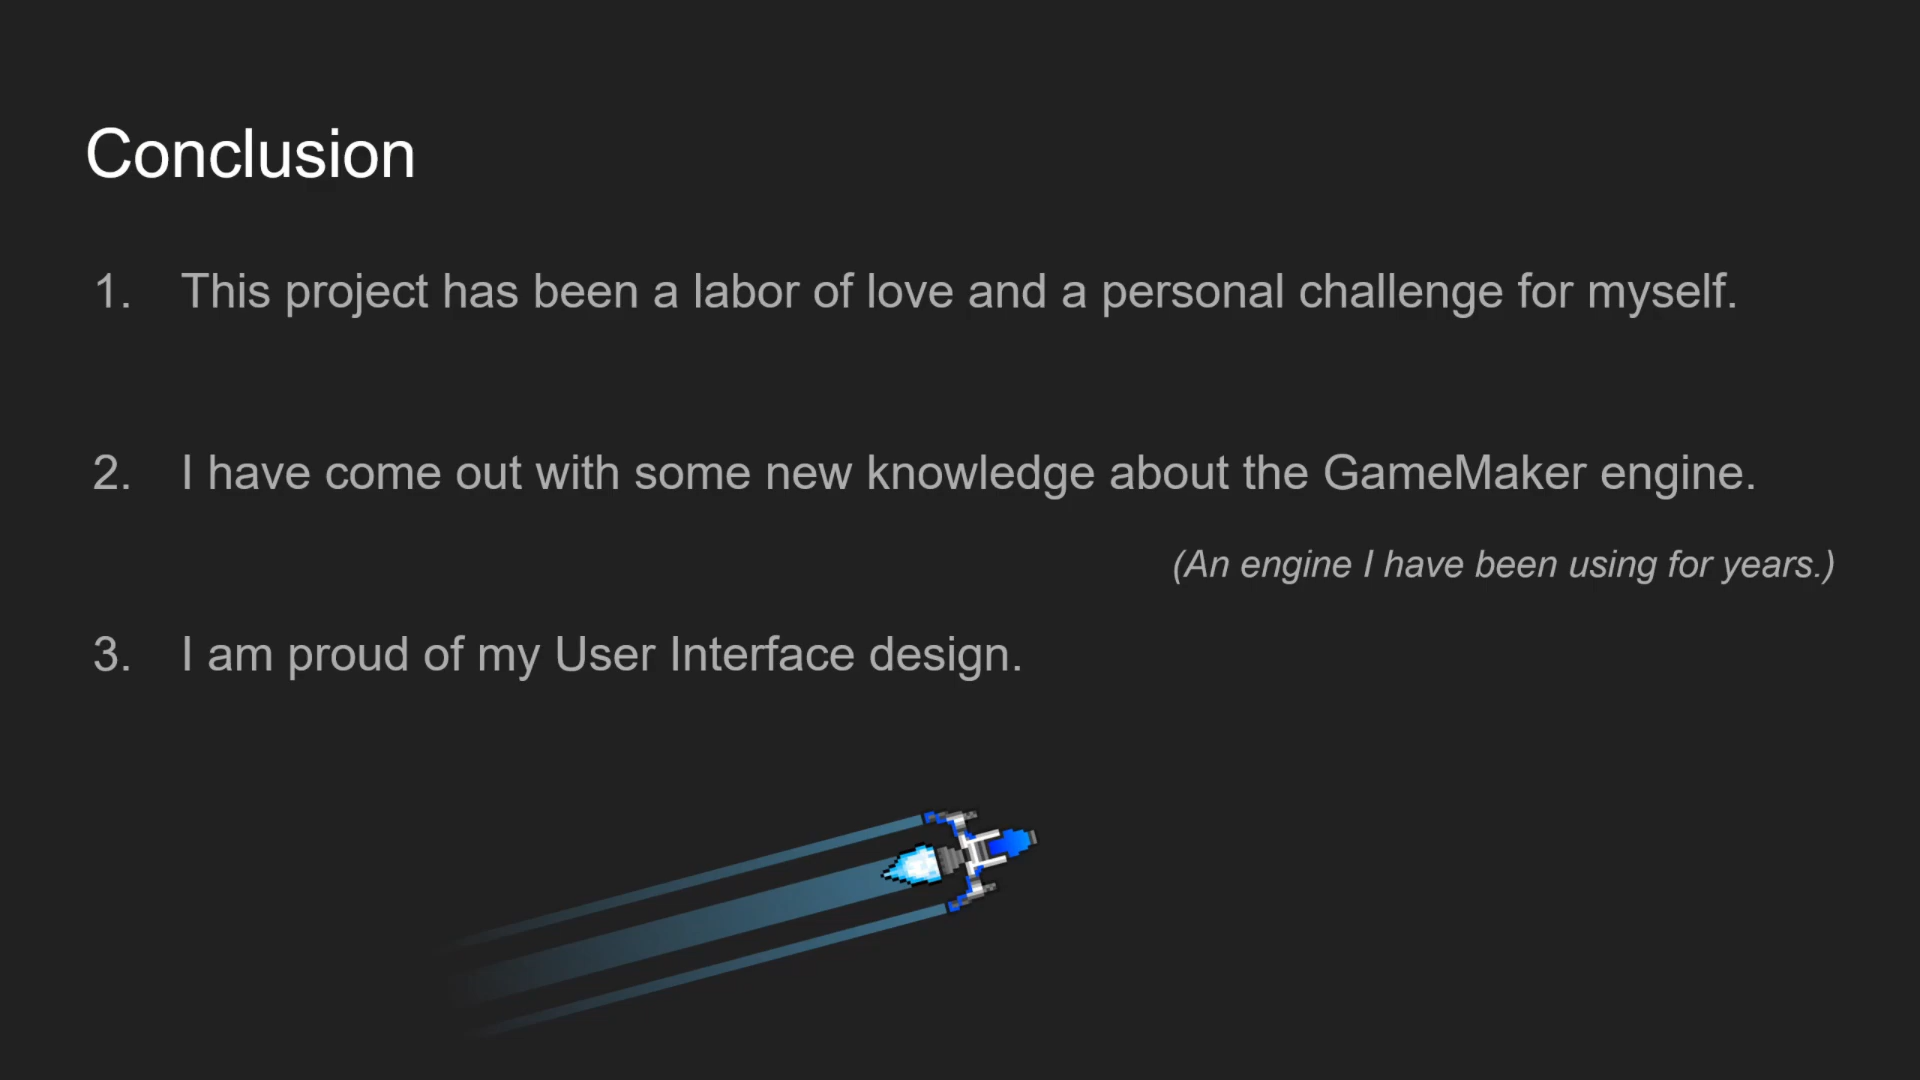 Conclusion
1. This project has been a labor of love and a personal challenge for myself.
2. I have come out with some new knowledge about the GameMaker engine.
(An engine I have been using for years.)
3. I am proud of my User Interface design.